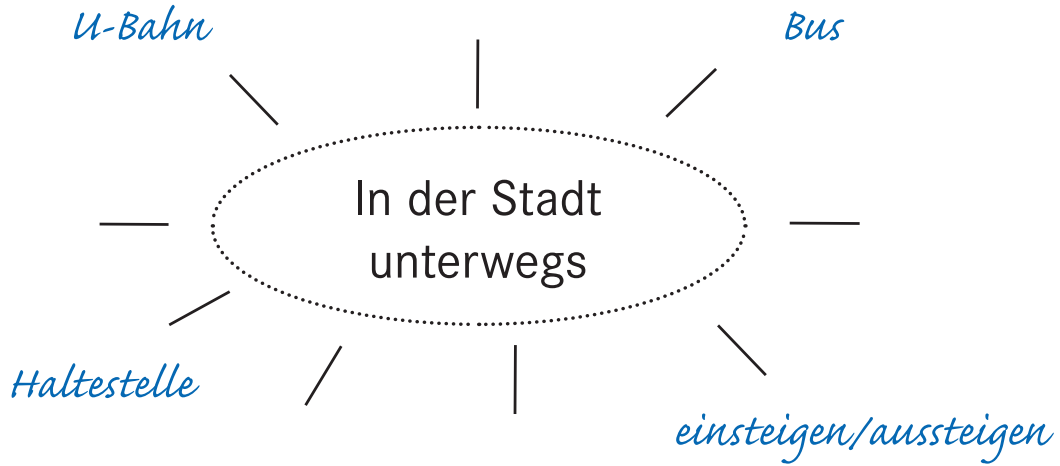 U-Bahn
Bus
In der Stadt
unterwegs
Haltestelle
einsteigen/aussteigen